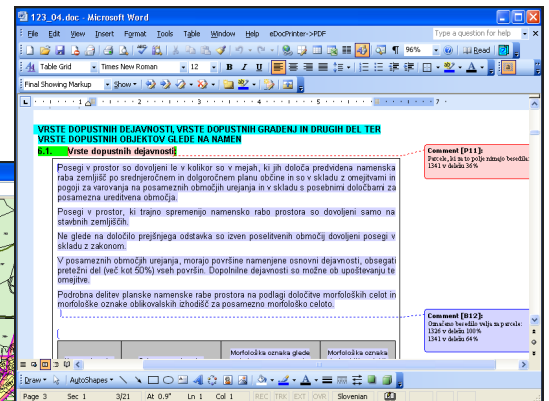 123_04.doc - Microsoft Word
File Edit View Insert Format Tools Table Window Help eDocPrinter->PDF
Type a question for help
96%
Read
Table Grid Times New Roman 12 B I U
Final Showing Markup Show
VRSTE DOPUSTNIH DEJAVNOSTI, VRSTE DOPUSTNIH GRADENJ IN DRUGIH DEL TER
VRSTE DOPUSTNIH OBJEKTOV GLEDE NA NAMEN
6.1. Vrste dopustnih dejavnosti:
Posegi v prostor so dovoljeni le v kolikor so v mejah, ki jih določa predvidena namenska
raba zemljišč po srednjeročnem in dolgoročnem planu občine in so v skladu z omejitvami in
pogoji za varovanja na posameznih območjih urejanja in v skladu s posebnimi določbami za
posamezna ureditvena območja.
Posegi v prostor, ki trajno spremenijo namensko rabo prostora so dovoljeni samo na
stavbnih zemljiščih.
Ne glede na določilo prejšnjega odstavka so izven poselitvenih območij dovoljeni posegi v
skladu z zakonom.
V posameznih območjih urejanja, morajo površine namenjene osnovni dejavnosti, obsegati
pretežni del (več kot 50%) vseh površin. Dopolnilne dejavnosti so možne ob upoštevanju te
omejitve.
Podrobna delitev planske namenske rabe prostora na podlagi določitve morfoloških celot in
morfološke oznake oblikovalskih izhodišč za posamezno morfološko celoto.
Morfološka oznaka glede
Morfološka oznaka
Comment [P11]:
Parcele, ki na to polje nimajo besedila:
1341 v deležu 36%
Comment [B12]:
Označeno besedilo velja za parcele:
1326 v deležu 100%
1341 v deležu 64%
Draw AutoShapes
Page 3 Sec 1 3/21 At 0.9" Ln 1 Col 1 REC TRK EXT OVR Slovenian